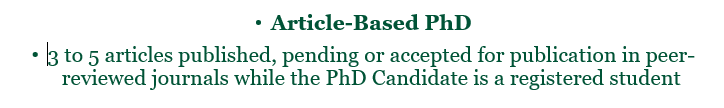 • Article-Based PhD
• 3 to 5 articles published, pending or accepted for publication in peer-
reviewed journals while the PhD Candidate is a registered student